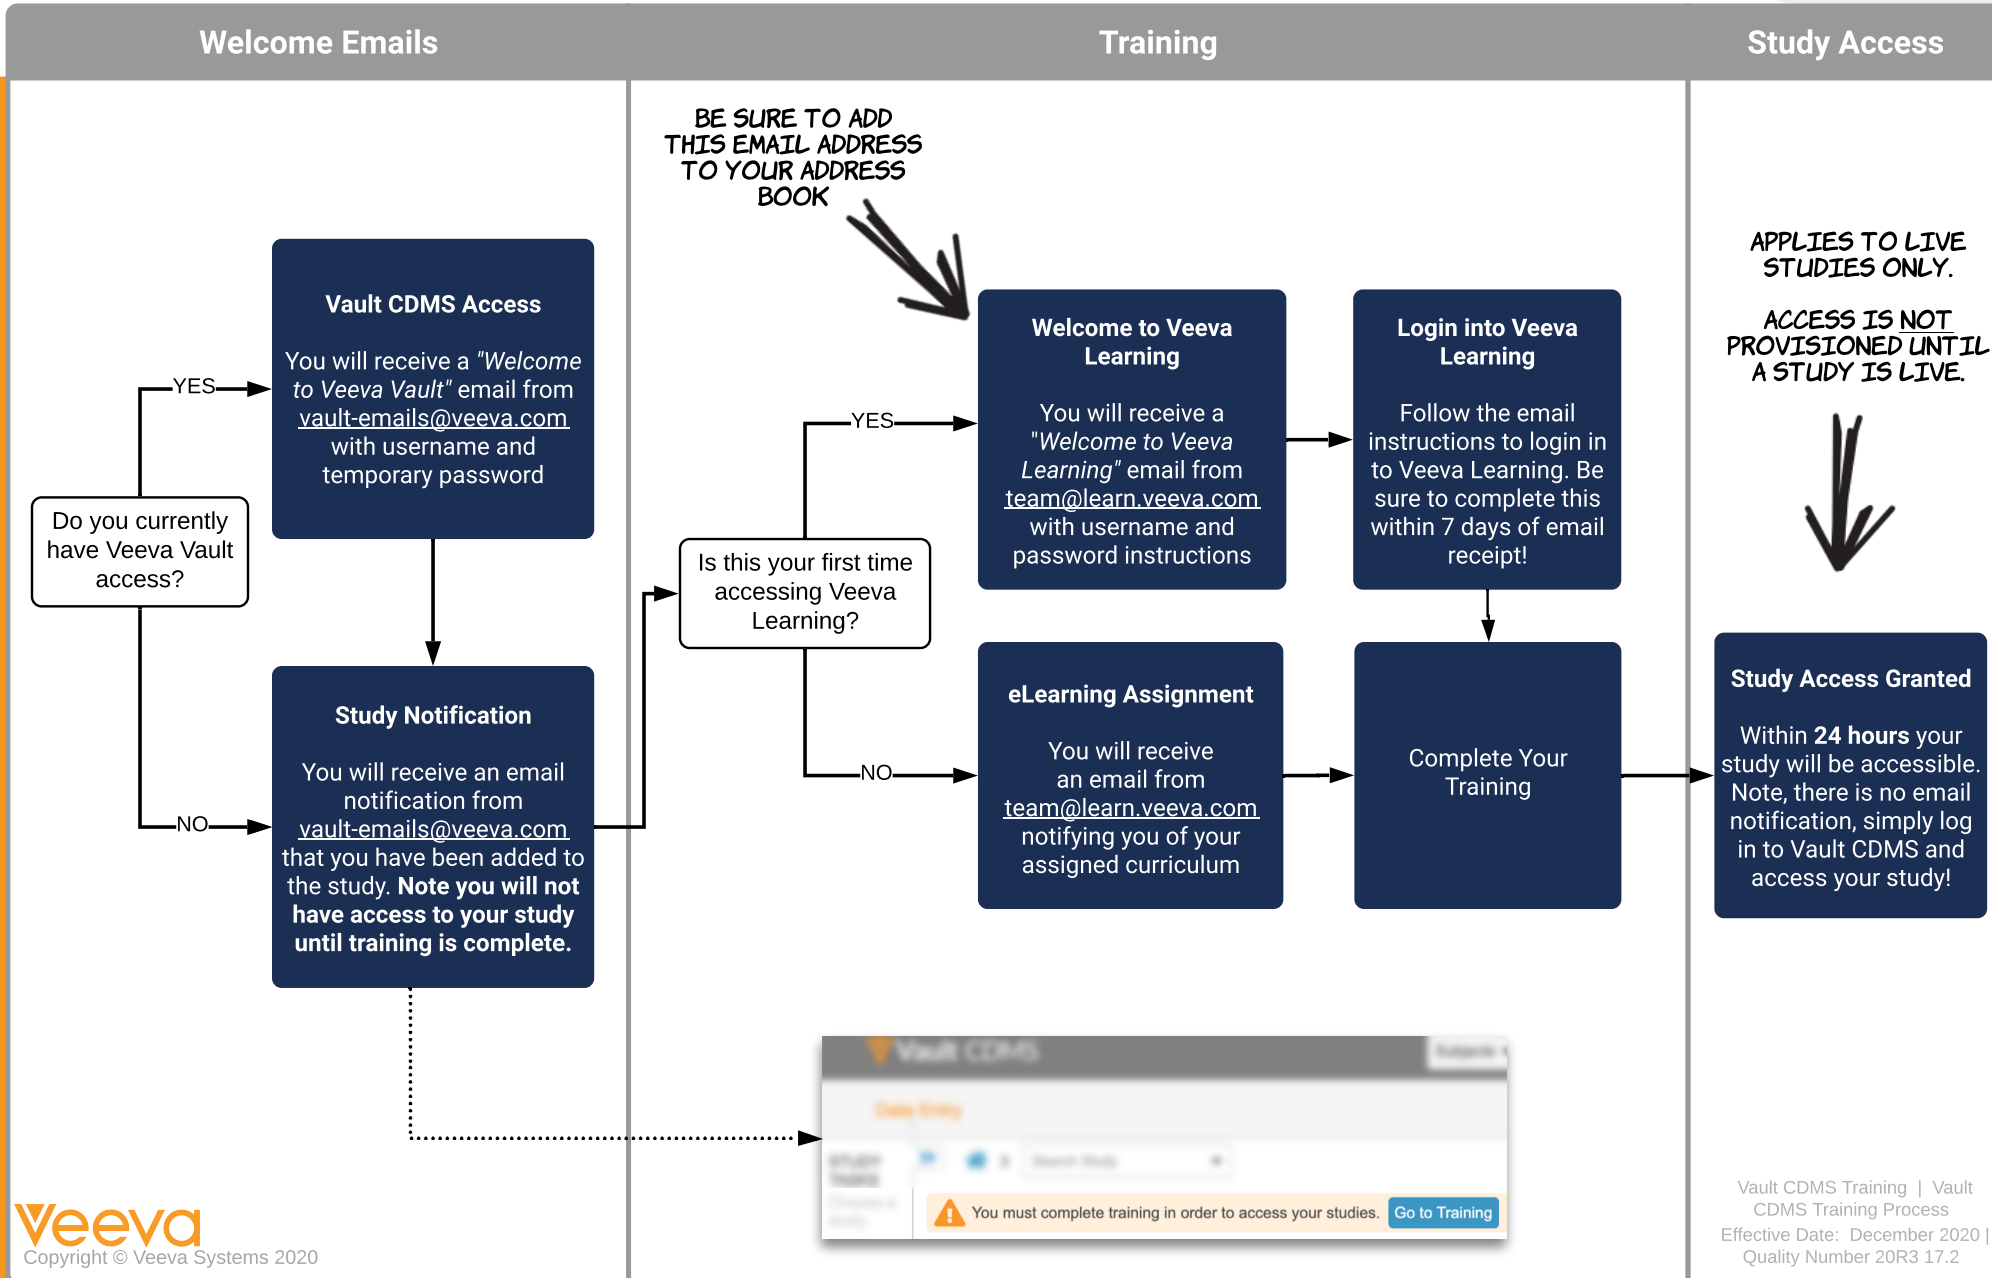 Welcome Emails
Training
Study Access
BE SURE TO ADD
THIS EMAIL ADDRESS
TO YOUR ADDRESS
BOOK
APPLIES TO LIVE
STUDIES ONLY.
ACCESS IS NOT
PROVISIONED UNTIL
A STUDY IS LIVE.
Do you currently
have Veeva Vault
access?
YES
NO
Vault CDMS Access
You will receive a "Welcome
to Veeva Vault" email from
vault-emails@veeva.com
with username and
temporary password
Study Notification
You will receive an email
notification from
vault-emails@veeva.com
that you have been added to
the study. Note you will not
have access to your study
until training is complete.
Is this your first time
accessing Veeva
Learning?
YES
NO
Welcome to Veeva
Learning
You will receive a
"Welcome to Veeva
Learning" email from
team@learn.veeva.com
with username and
password instructions
Login into Veeva
Learning
Follow the email
instructions to login in
to Veeva Learning. Be
sure to complete this
within 7 days of email
receipt!
eLearning Assignment
You will receive
an email from
team@learn.veeva.com
notifying you of your
assigned curriculum
Complete Your
Training
Study Access Granted
Within 24 hours your
study will be accessible.
Note, there is no email
notification, simply log
in to Vault CDMS and
access your study!
Vault CDMS
Subjects
Data Entry
STUDY
TASKS
Search Study
Choose a
study
You must complete training in order to access your studies.
Go to Training
Veeva
Copyright © Veeva Systems 2020
Vault CDMS Training | Vault
CDMS Training Process
Effective Date: December 2020 |
Quality Number 20R3 17.2